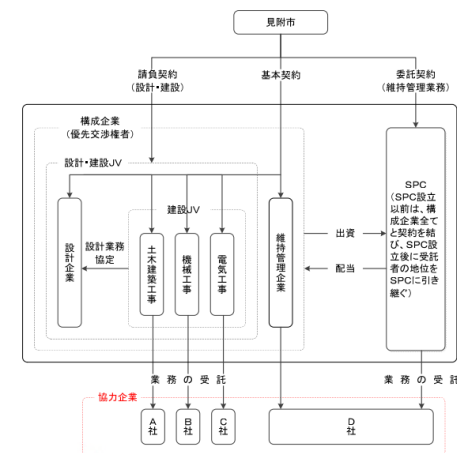 見附市
請負契約
(設計・建設)
基本契約
委託契約
(維持管理業務)
構成企業
(優先交渉権者)
設計・建設JV
建設JV
設計企業
設計業務
協定
土木建築工事
機械工事
電気工事
維持管理企業
出資
配当
SPC
(SPC設立
以前は、構
成企業全て
と契約を結
び、SPC設
立後に受託
者の地位を
SPCに引き
継ぐ)
業務の受託
業務の受託
協力企業
A社
B社
C社
D社